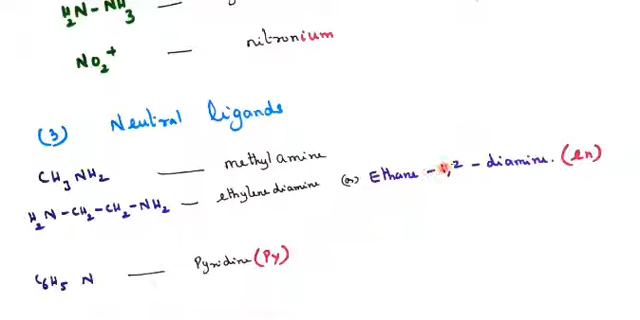 H2N-NH3 —
NO2+ — nitronium
(3) Neutral ligands
CH3NH2 — methylamine
H2N-CH2-CH2-NH2 — ethylenediamine (or) Ethane-1,2-diamine. (en)
C6H5 N — Pyridine (Py)